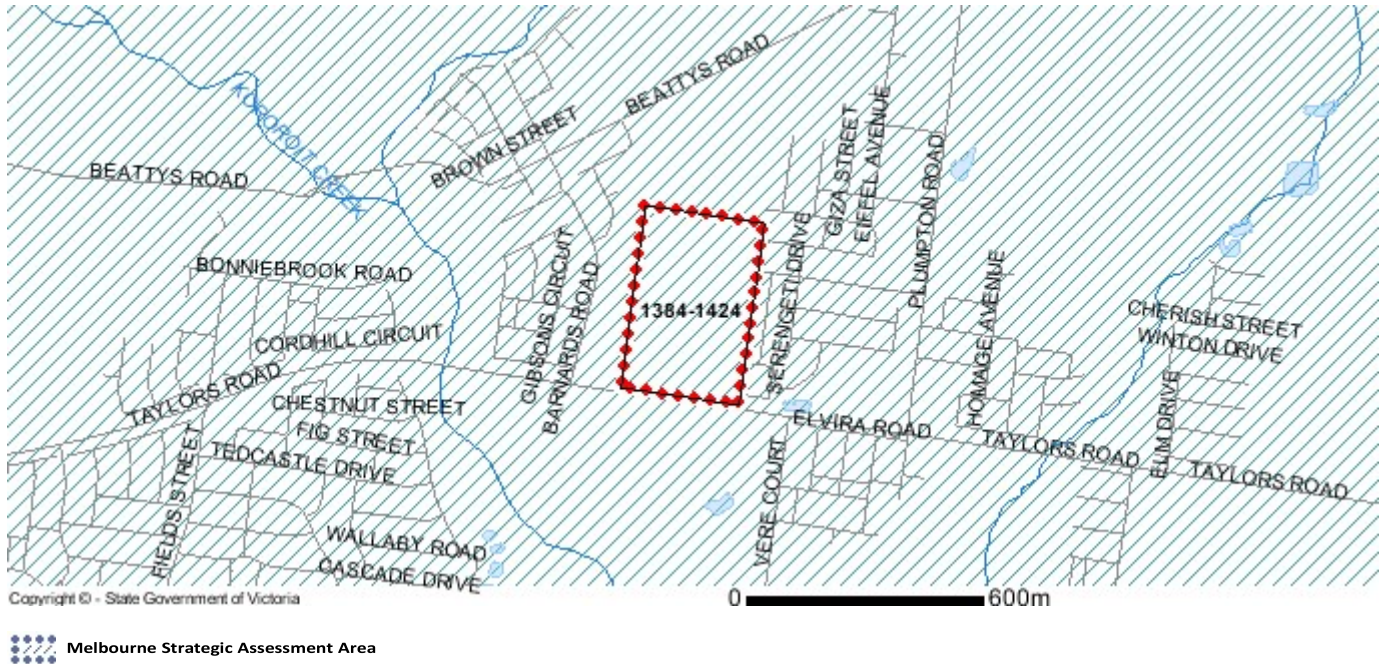 BEATTYS ROAD
BROWN STREET
KOROROIT CREEK
BEATTYS ROAD
GIZA STREET
EIFFEL AVENUE
PLUMPTON ROAD
BONNIEBROOK ROAD
GIBSONS CIRCUIT
BARNARDS ROAD
1384-1424
SERENGETI DRIVE
HOMAGE AVENUE
CHERISH STREET
WINTON DRIVE
CORDHILL CIRCUIT
TAYLORS ROAD
CHESTNUT STREET
FIG STREET
TEDCASTLE DRIVE
FIELDS STREET
ELVIRA ROAD
TAYLORS ROAD
ELM DRIVE
TAYLORS ROAD
VERE COURT
WALLABY ROAD
CASCADE DRIVE
Copyright © - State Government of Victoria
0 600m
Melbourne Strategic Assessment Area